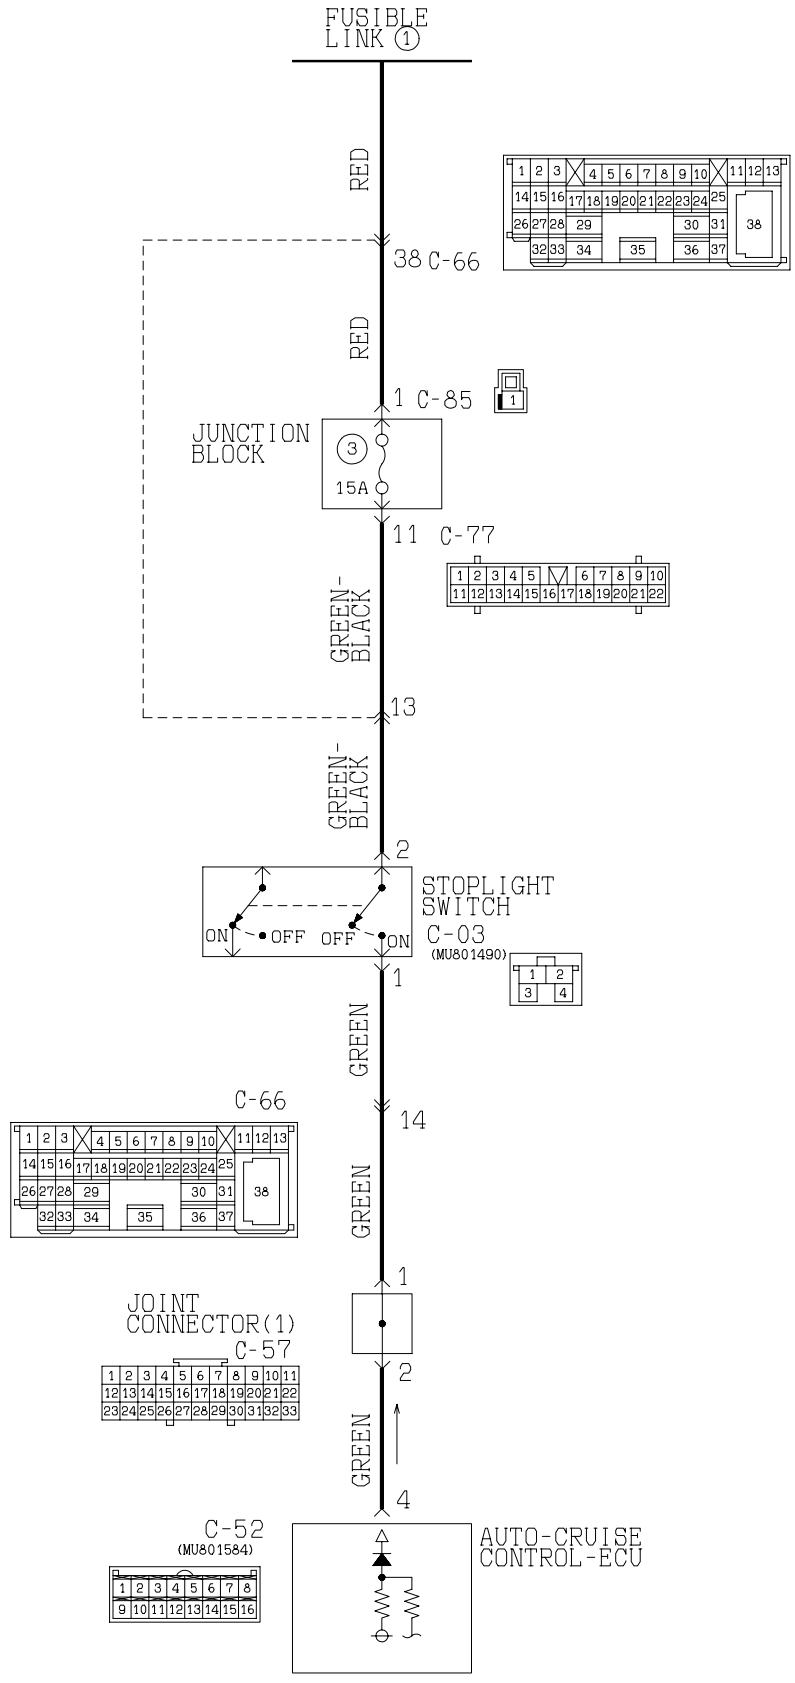 FUSIBLE
LINK 1
RED
1 2 3 4 5 6 7 8 9 10 11 12 13
14 15 16 17 18 19 20 21 22 23 24 25
26 27 28 29 30 31 38
32 33 34 35 36 37
38 C-66
RED
1 C-85
1
JUNCTION
BLOCK
3
15A
11 C-77
1 2 3 4 5 6 7 8 9 10
11 12 13 14 15 16 17 18 19 20 21 22
GREEN-
BLACK
13
GREEN-
BLACK
2
STOPLIGHT
SWITCH
ON OFF OFF ON
C-03
(MU801490)
1 2
3 4
1
GREEN
C-66
14
1 2 3 4 5 6 7 8 9 10 11 12 13
14 15 16 17 18 19 20 21 22 23 24 25
26 27 28 29 30 31 38
32 33 34 35 36 37
GREEN
1
JOINT
CONNECTOR(1)
C-57
2
1 2 3 4 5 6 7 8 9 10 11
12 13 14 15 16 17 18 19 20 21 22
23 24 25 26 27 28 29 30 31 32 33
GREEN
4
C-52
(MU801584)
AUTO-CRUISE
CONTROL-ECU
1 2 3 4 5 6 7 8
9 10 11 12 13 14 15 16